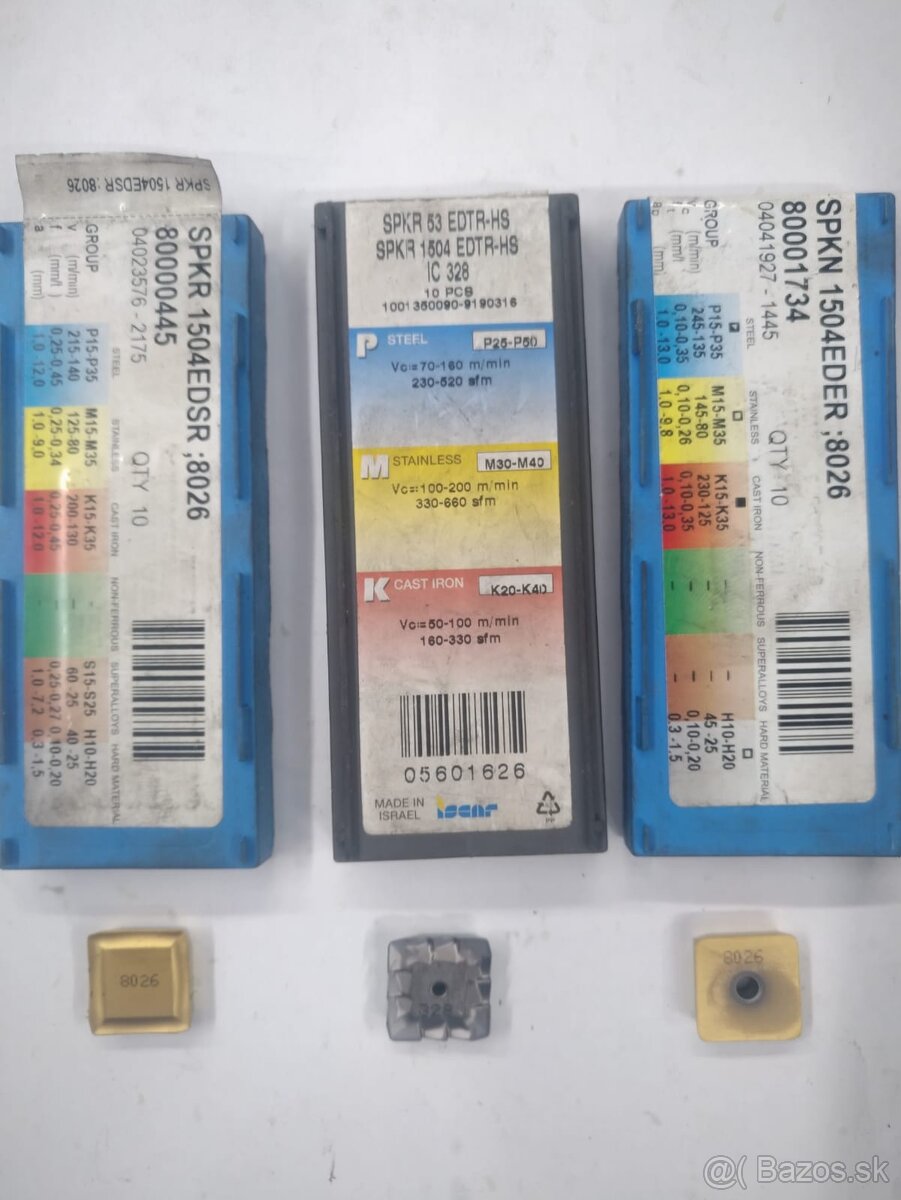 SPKR 1504EDSR ;8026
SPKR 1504EDSR ;8026
80000445
04023576 - 2175
QTY 10
STEEL STAINLESS CAST IRON NON-FERROUS SUPERALLOYS HARD MATERIAL
GROUP P15-P35 M15-M35 K15-K35 S15-S25 H10-H20
v (m/min) 215-140 125-80 200-130 - 60 -25 40 -25
f (mm/t) 0,25-0,45 0,25-0,34 0,25-0,45 - 0,25-0,27 0,10-0,20
a (mm) 1,0-12,0 1,0-9,0 1,0-12,0 1,0-7,2 0,3-1,5
8026
SPKR 53 EDTR-HS
SPKR 1504 EDTR-HS
IC 328
10 PCS
1001350090-9190316
P STEEL P25-P50
Vc=70-160 m/min
230-520 sfm
M STAINLESS M30-M40
Vc=100-200 m/min
330-660 sfm
K CAST IRON K20-K40
Vc=50-100 m/min
160-330 sfm
05601626
MADE IN
ISRAEL
iscar
328
SPKN 1504EDER ;8026
80001734
04041927 - 1445
QTY 10
STEEL STAINLESS CAST IRON NON-FERROUS SUPERALLOYS HARD MATERIAL
GROUP P15-P35 M15-M35 K15-K35 - - H10-H20
(m/min) 245-135 145-80 230-125 - - 45 -25
(mm/t) 0,10-0,35 0,10-0,26 0,10-0,35 - - 0,10-0,20
(mm) 1,0-13,0 1,0-9,8 1,0-13,0 - - 0,3-1,5
8026
@( Bazos.sk